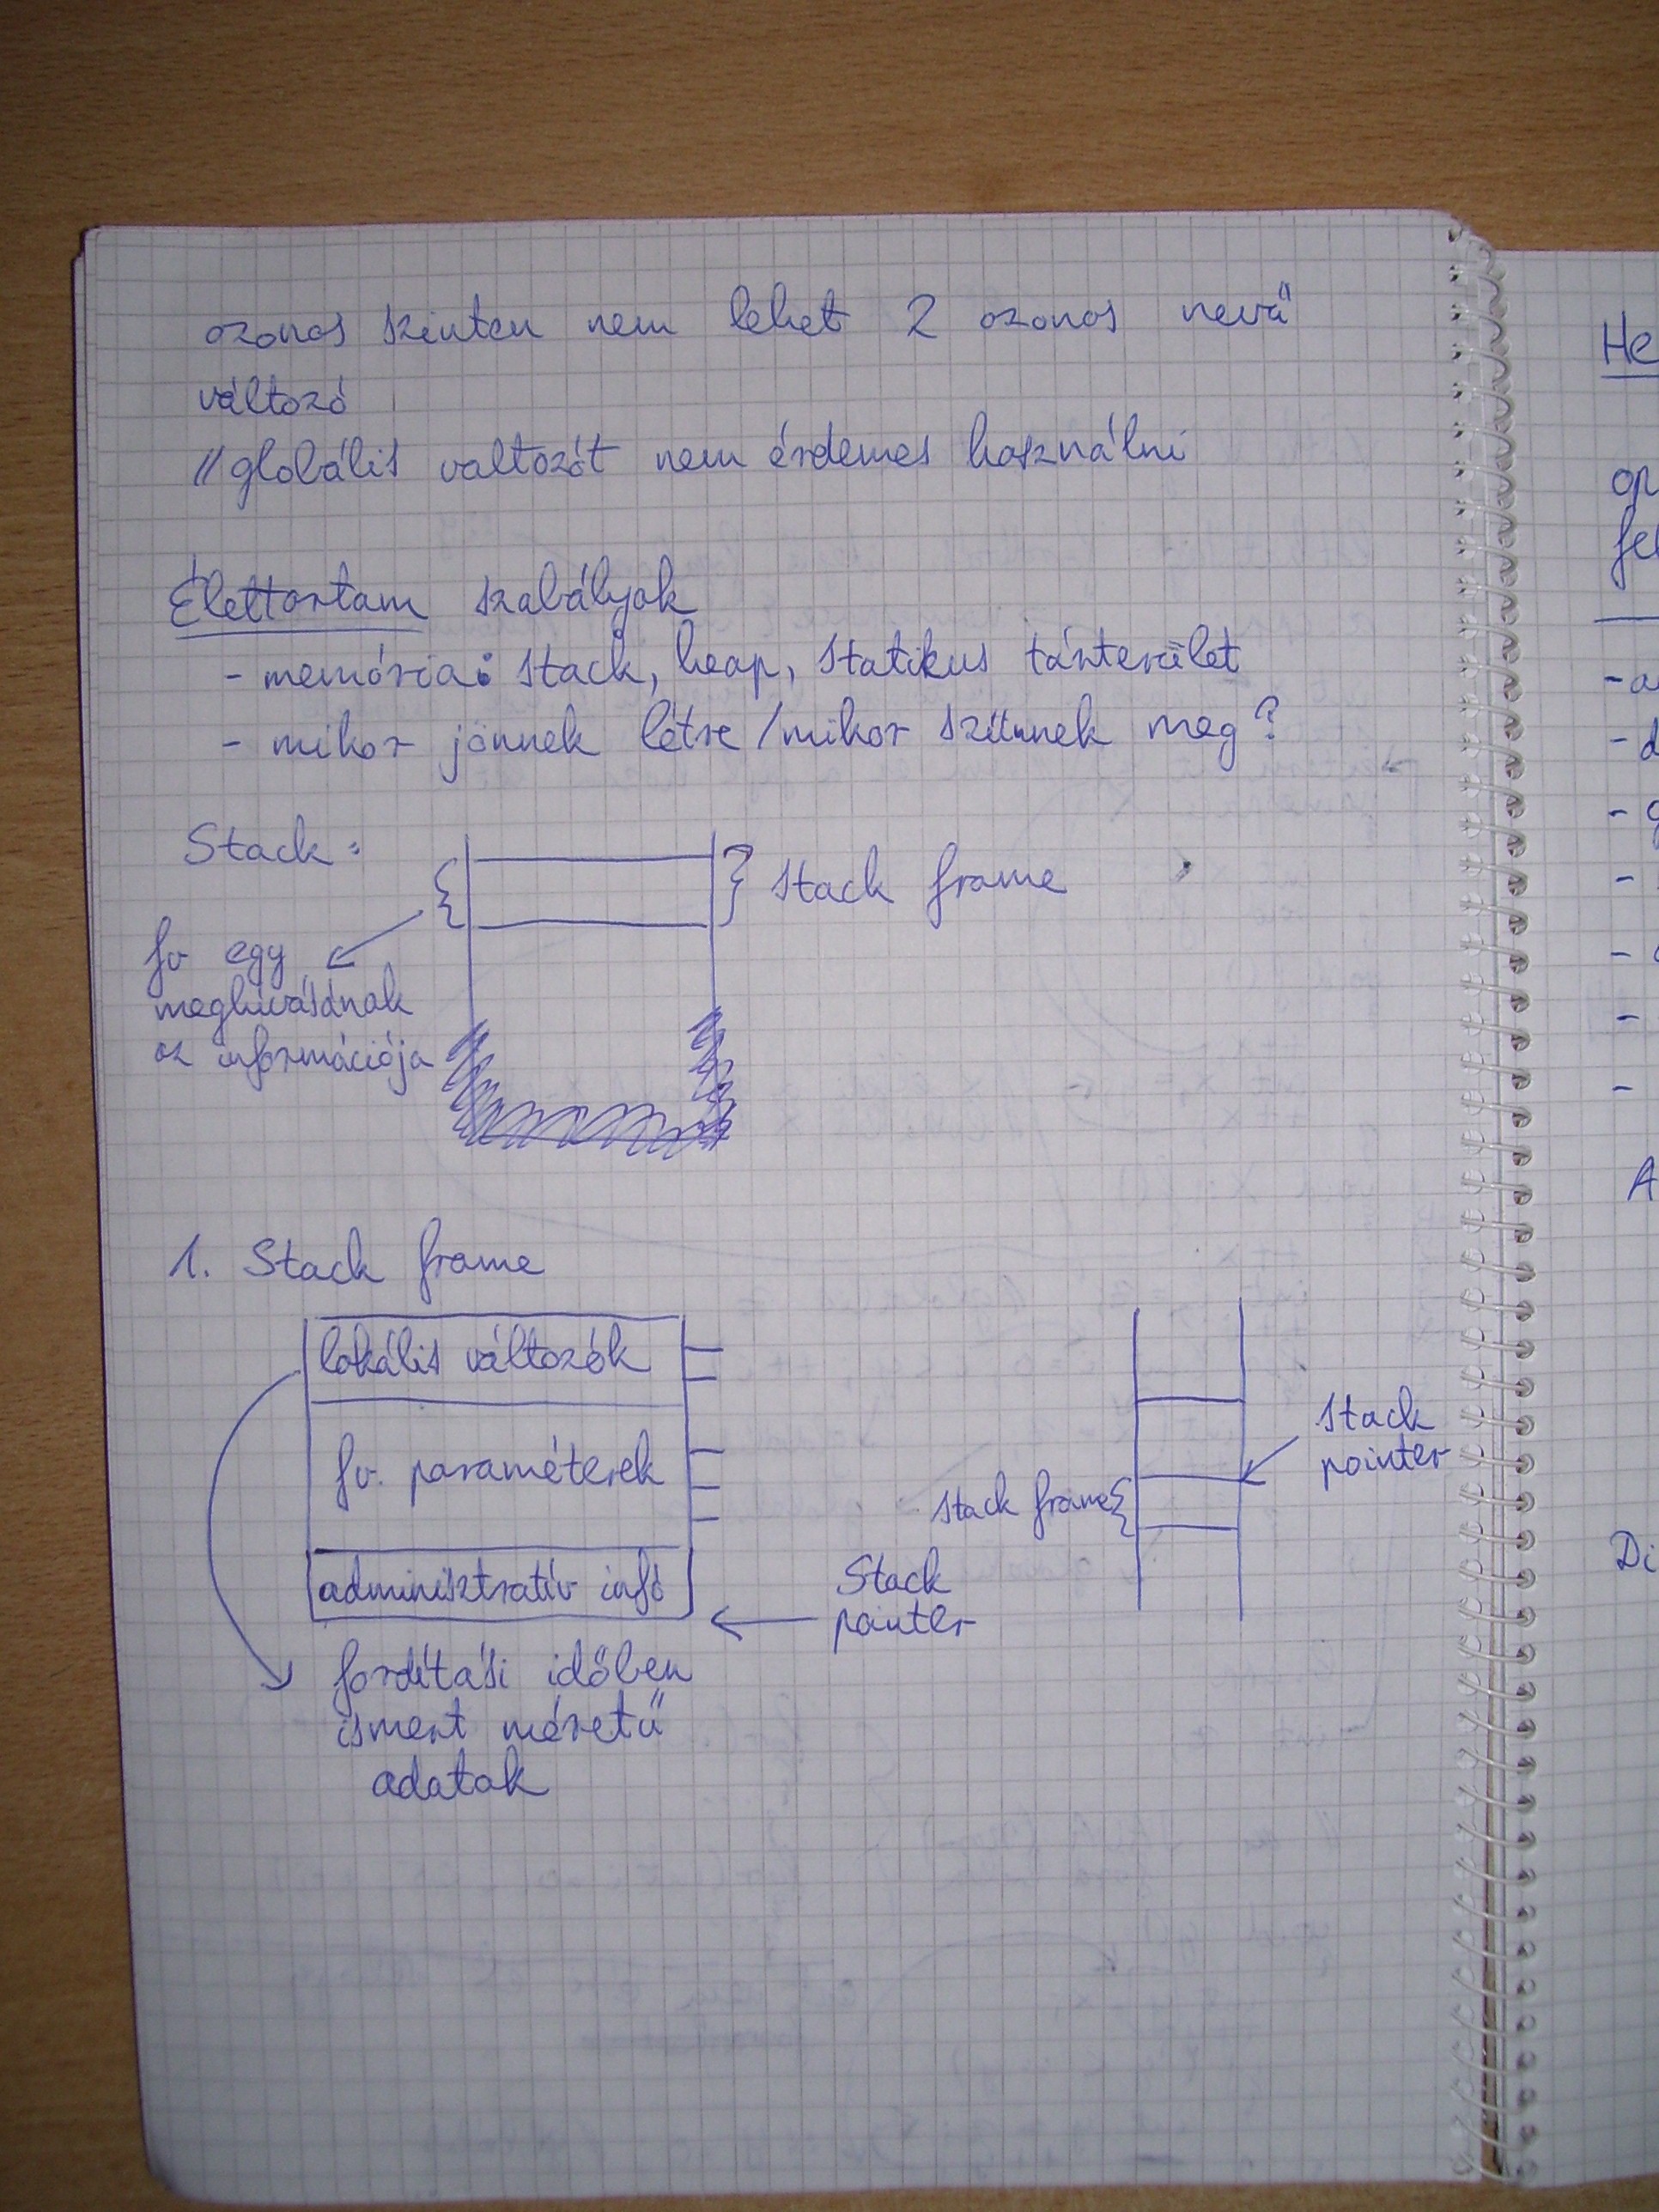 azonos szinten nem lehet 2 azonos nevű
változó
// globális valtozót nem érdemes használni
Élettartam szabályok
- memória: stack, heap, statikus tárterület
- mikor jönnek létre / mikor szűnnek meg?
Stack:
stack frame
fv egy
meghívásának
az információja
1. Stack frame
lokális változók
fv. paraméterek
adminisztratív infó
Stack
pointer
fordítási időben
ismert méretű
adatok
stack
pointer
stack frame
He
op
fel
- a
- d
- g
-
-
-
-
A
Di